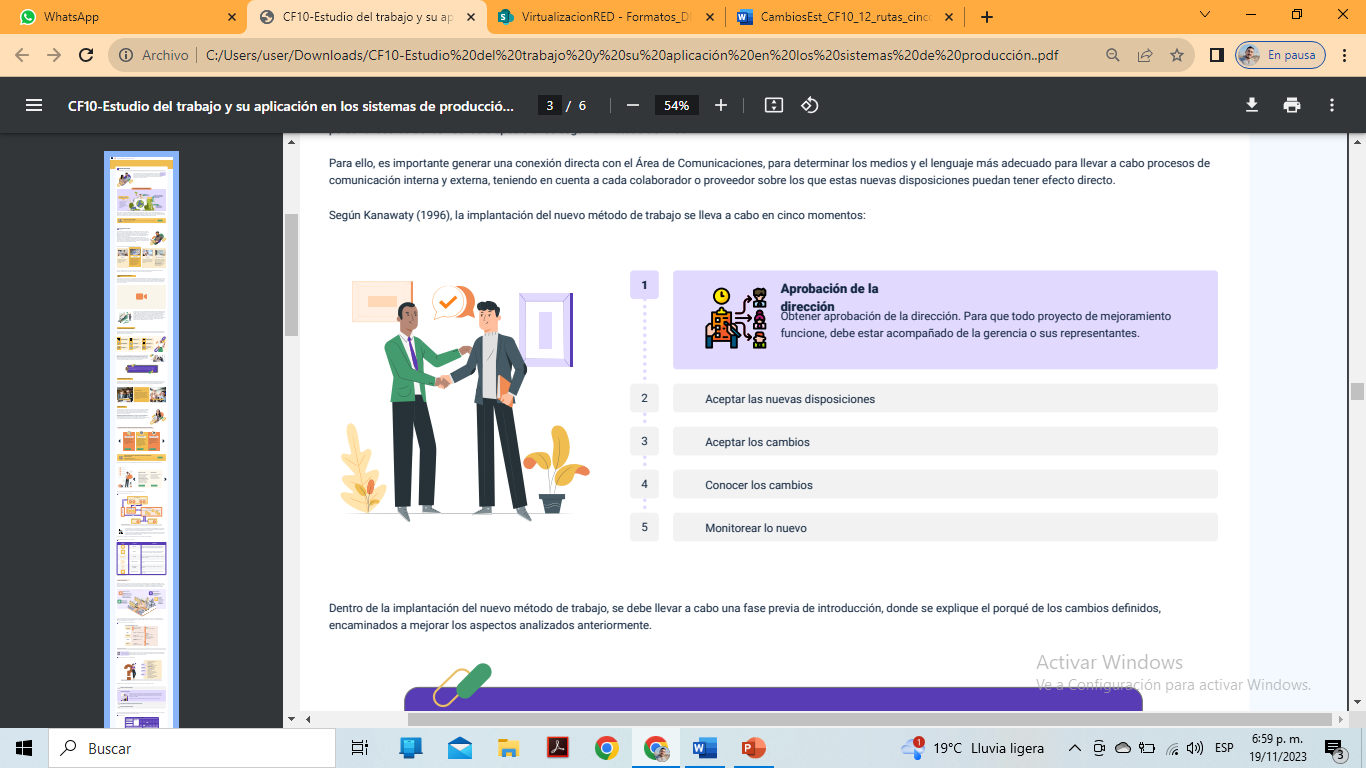 WhatsApp
CF10-Estudio del trabajo y su ap
VirtualizacionRED - Formatos_DI
CambiosEst_CF10_12_rutas_cinco
Archivo
C:/Users/user/Downloads/CF10-Estudio%20del%20trabajo%20y%20su%20aplicación%20en%20los%20sistemas%20de%20producción..pdf
En pausa
CF10-Estudio del trabajo y su aplicación en los sistemas de producció...
3 / 6
54%
Para ello, es importante generar una conexión directa con el Área de Comunicaciones, para determinar los medios y el lenguaje más adecuado para llevar a cabo procesos de
comunicación interna y externa, teniendo en cuenta a cada colaborador o proveedor sobre los que estas nuevas disposiciones puedan tener efecto directo.
Según Kanawaty (1996), la implantación del nuevo método de trabajo se lleva a cabo en cinco momentos:
1
Aprobación de la
dirección
Obtener aprobación de la dirección. Para que todo proyecto de mejoramiento
funcione, debe estar acompañado de la gerencia o sus representantes.
2 Aceptar las nuevas disposiciones
3 Aceptar los cambios
4 Conocer los cambios
5 Monitorear lo nuevo
Dentro de la implantación del nuevo método de trabajo, se debe llevar a cabo una fase previa de introducción, donde se explique el porqué de los cambios definidos,
encaminados a mejorar los aspectos analizados anteriormente.
Activar Windows
Ve a Configuración para activar Windows.
Buscar
1
19°C Lluvia ligera
ESP
6:59 p. m.
19/11/2023
3